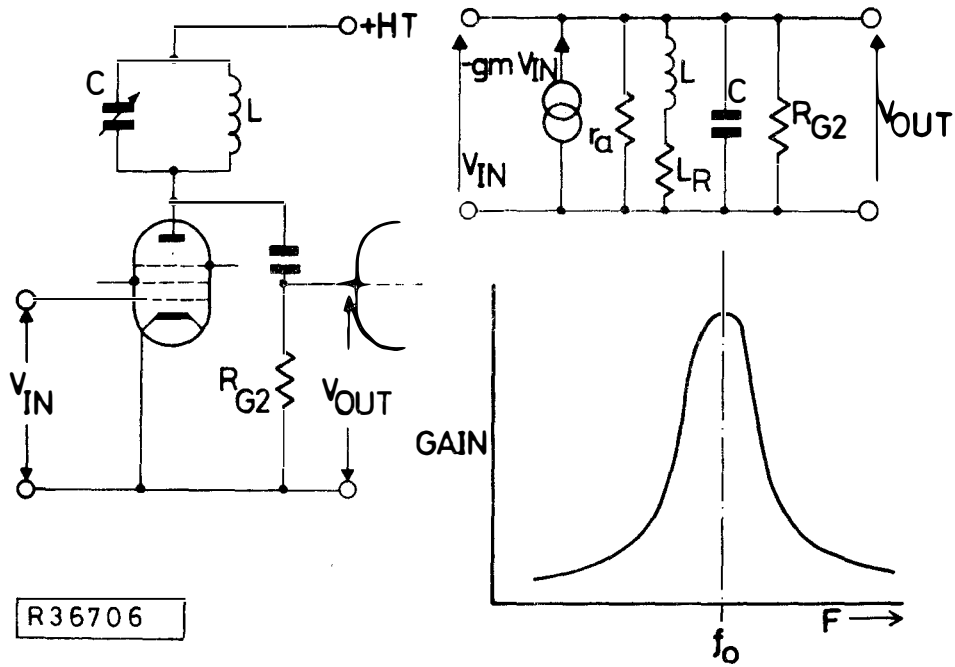 +HT
C
L
V_IN
R_G2
V_OUT
R36706
-gm V_IN
r_a
L
L_R
C
R_G2
V_IN
V_OUT
GAIN
F
f_o